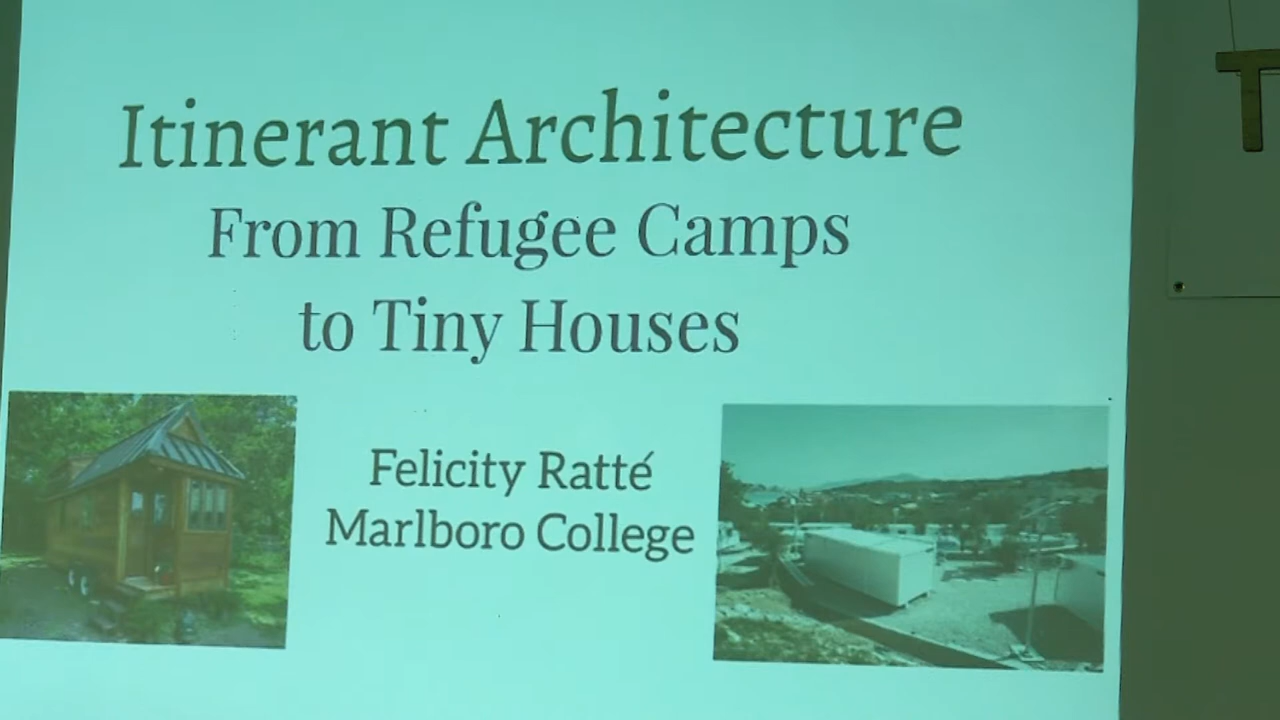 Itinerant Architecture
From Refugee Camps
to Tiny Houses
Felicity Ratté
Marlboro College